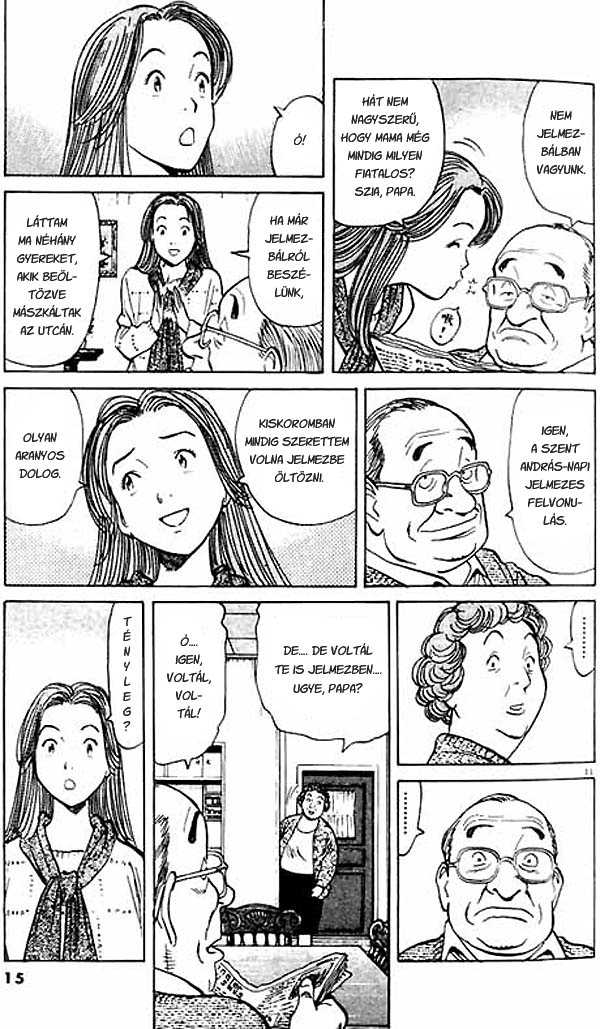 NEM
JELMEZ-
BÁLBAN
VAGYUNK.
HÁT NEM
NAGYSZERŰ,
HOGY MAMA MÉG
MINDIG MILYEN
FIATALOS?
SZIA, PAPA.
Ó!
HA MÁR
JELMEZ-
BÁLRÓL
BESZÉ-
LÜNK,
LÁTTAM
MA NÉHÁNY
GYEREKET,
AKIK BEÖL-
TÖZVE
MÁSZKÁLTAK
AZ UTCÁN.
IGEN,
A SZENT
ANDRÁS-NAPI
JELMEZES
FELVONU-
LÁS.
KISKOROMBAN
MINDIG SZERETTEM
VOLNA JELMEZBE
ÖLTÖZNI.
OLYAN
ARANYOS
DOLOG.
........
11
......
DE.... DE VOLTÁL
TE IS JELMEZBEN....
UGYE, PAPA?
Ó....
IGEN,
VOLTÁL,
VOL-
TÁL!
TÉNYLEG?
15